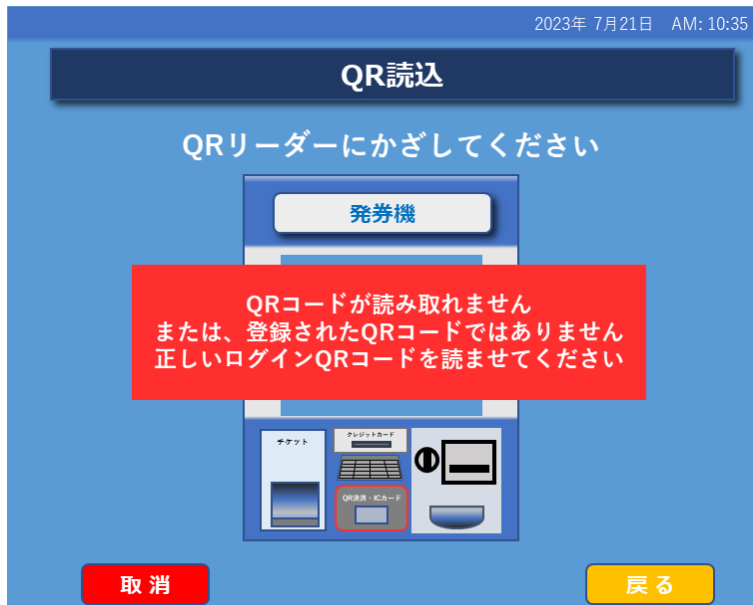 2023年 7月21日 AM: 10:35
QR読込
QRリーダーにかざしてください
発券機
QRコードが読み取れません
または、登録されたQRコードではありません
正しいログインQRコードを読ませてください
チケット
クレジットカード
QR決済・ICカード
取 消
戻 る